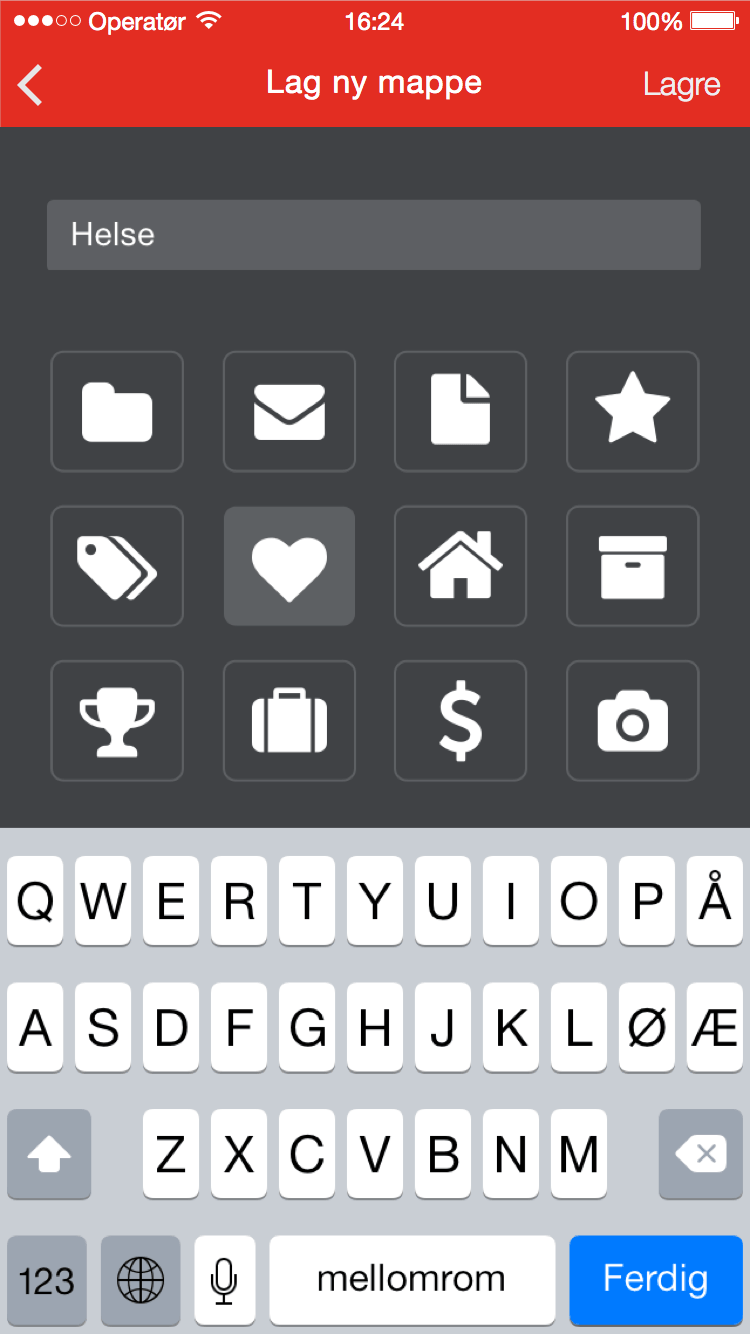 Operatør 16:24 100%
Lag ny mappe Lagre
Helse
$
Q W E R T Y U I O P Å
A S D F G H J K L Ø Æ
Z X C V B N M
123 mellomrom Ferdig